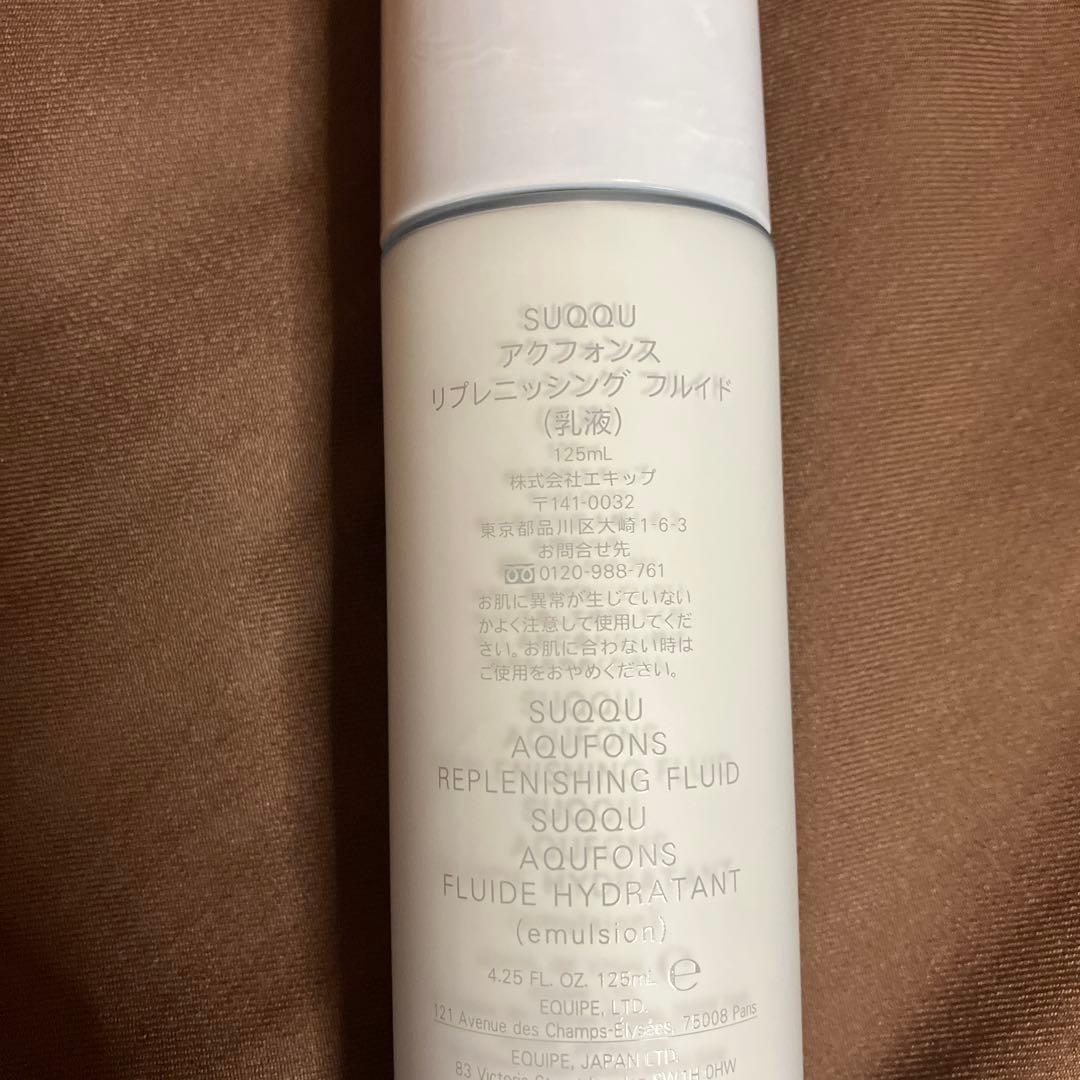 SUQQU
アクフォンス
リプレニッシング フルイド
(乳液)
125mL
株式会社エキップ
〒141-0032
東京都品川区大崎1-6-3
お問合せ先
0120-988-761
お肌に異常が生じていない
かよく注意して使用してくだ
さい。お肌に合わない時は
ご使用をおやめください。
SUQQU
AQUFONS
REPLENISHING FLUID
SUQQU
AQUFONS
FLUIDE HYDRATANT
(emulsion)
4.25 FL. OZ. 125mL ℮
EQUIPE, LTD.
121 Avenue des Champs-Élysées, 75008 Paris
EQUIPE, JAPAN LTD.
83 Victoria SW1H 0HW